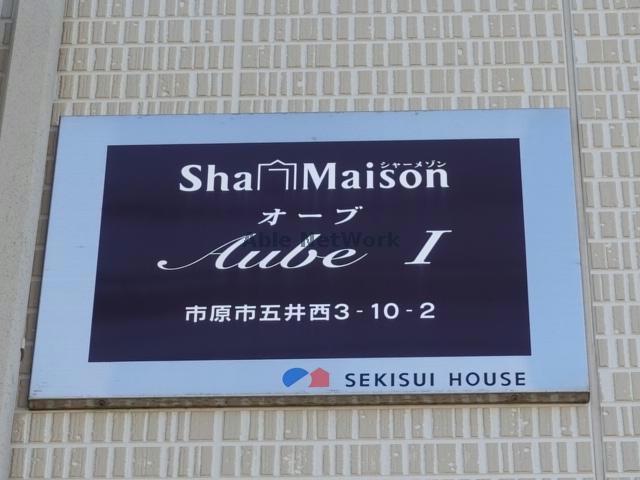 シャーメゾン
Sha Maison
オーブ
Aube I
Able NetWork
市原市五井西3-10-2
SEKISUI HOUSE